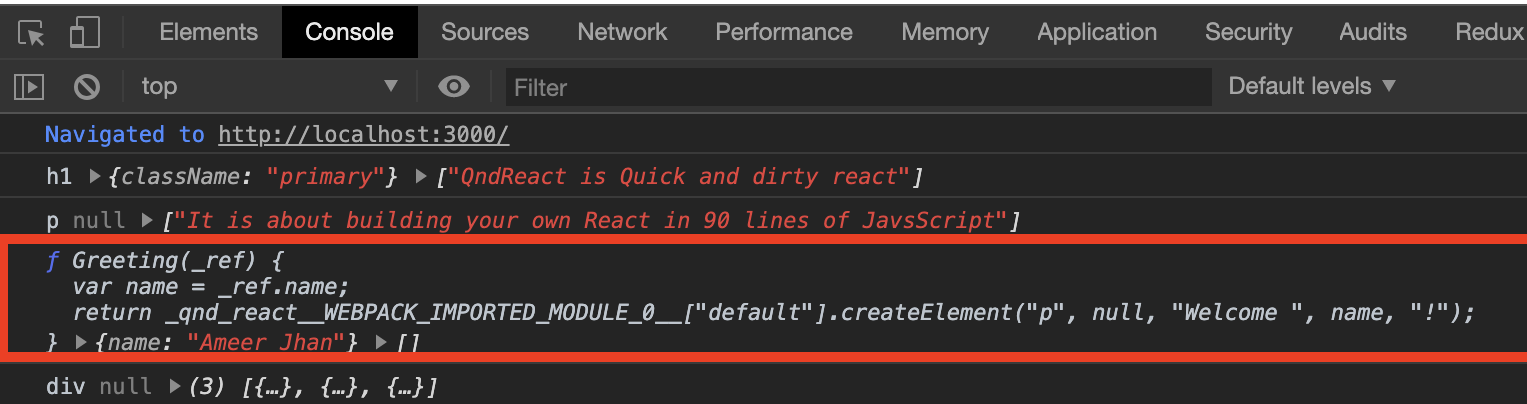 Elements Console Sources Network Performance Memory Application Security Audits Redux
top Filter Default levels
Navigated to http://localhost:3000/
h1 {className: "primary"} ["QndReact is Quick and dirty react"]
p null ["It is about building your own React in 90 lines of JavsScript"]
ƒ Greeting(_ref) {
var name = _ref.name;
return _qnd_react__WEBPACK_IMPORTED_MODULE_0__["default"].createElement("p", null, "Welcome ", name, "!");
} {name: "Ameer Jhan"} []
div null (3) [{…}, {…}, {…}]